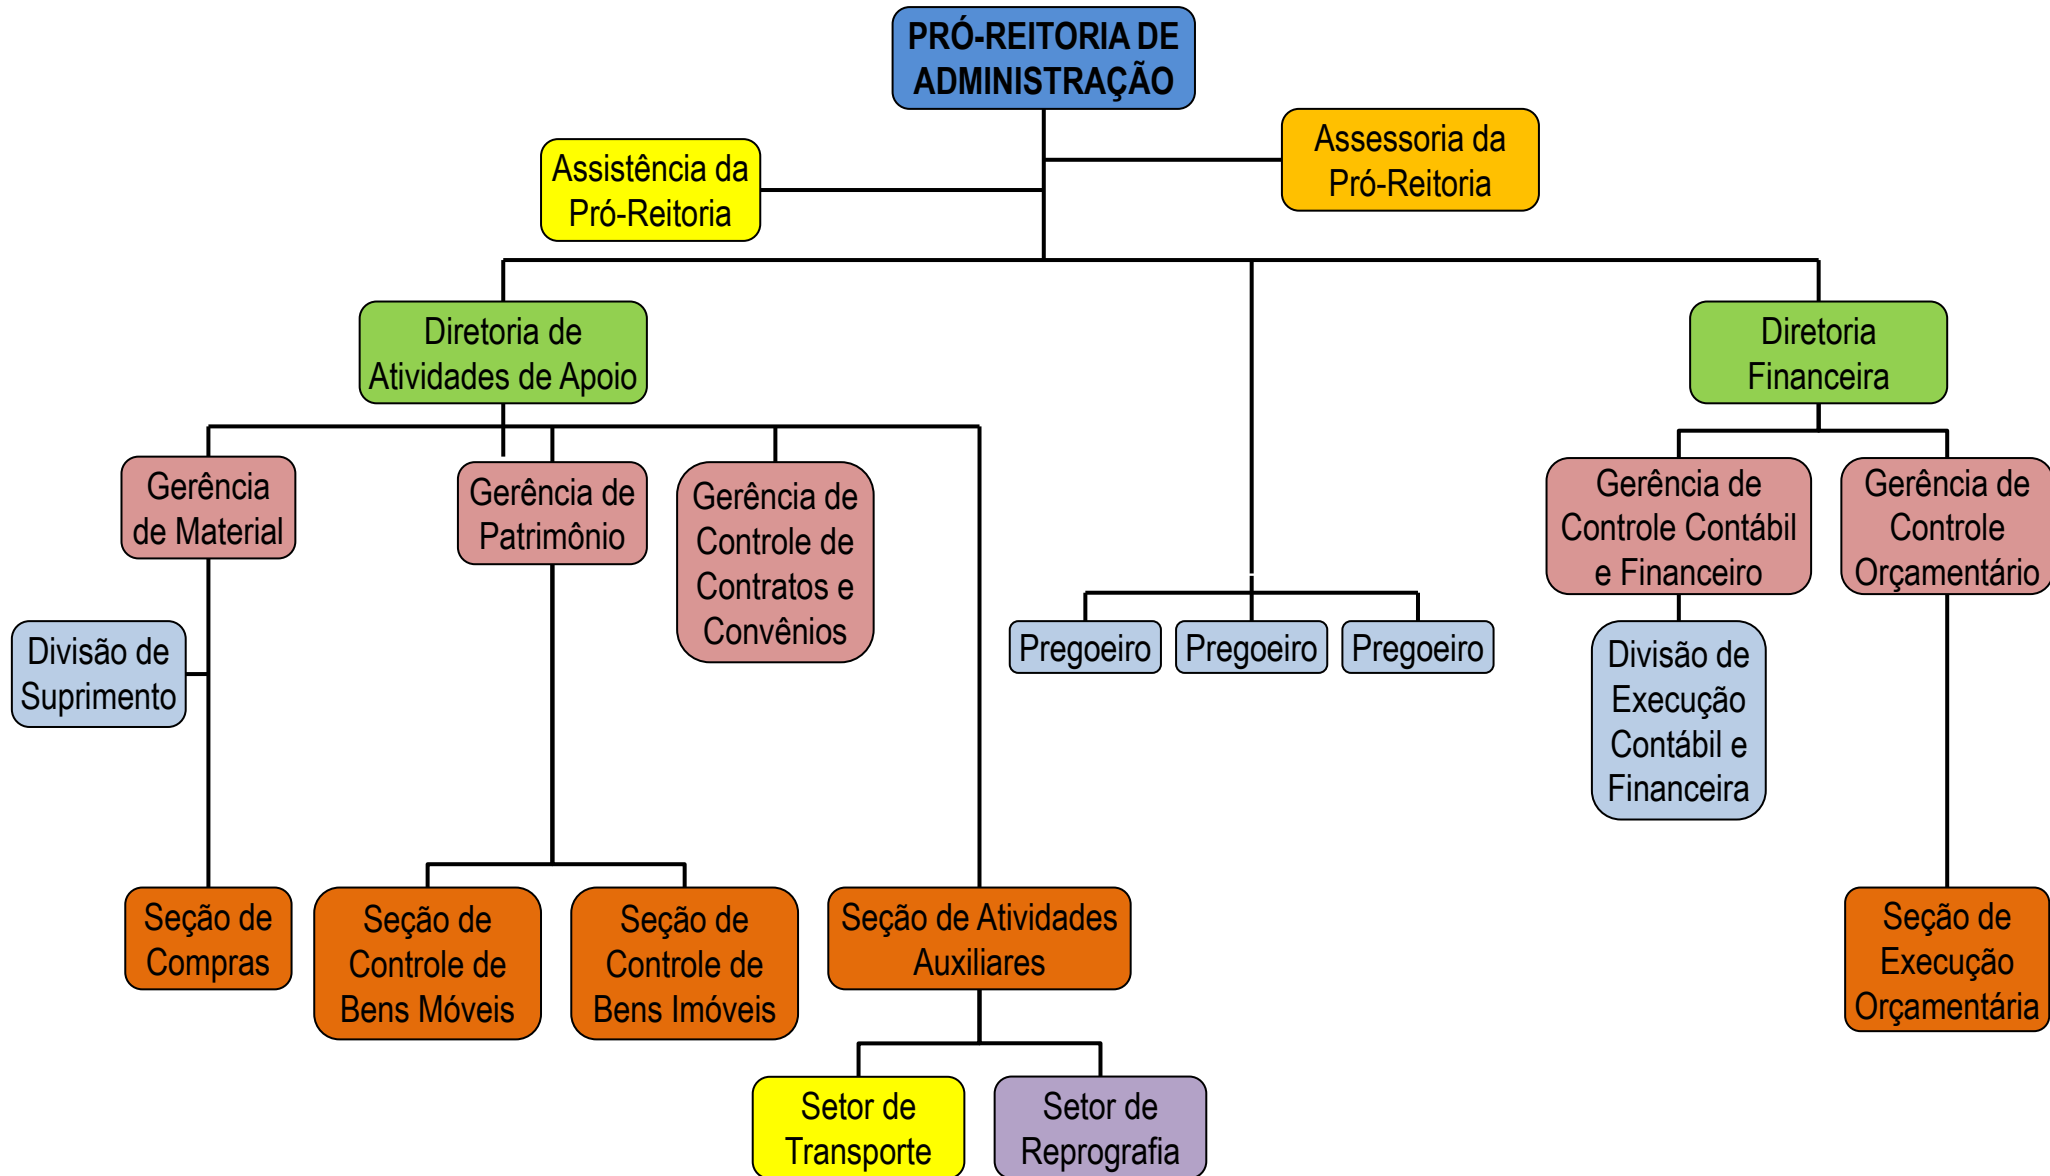 PRÓ-REITORIA DE
ADMINISTRAÇÃO
Assessoria da
Pró-Reitoria
Assistência da
Pró-Reitoria
Diretoria de
Atividades de Apoio
Diretoria
Financeira
Gerência
de Material
Gerência de
Patrimônio
Gerência de
Controle de
Contratos e
Convênios
Gerência de
Controle Contábil
e Financeiro
Gerência de
Controle
Orçamentário
Divisão de
Suprimento
Pregoeiro
Pregoeiro
Pregoeiro
Divisão de
Execução
Contábil e
Financeira
Seção de
Compras
Seção de
Controle de
Bens Móveis
Seção de
Controle de
Bens Imóveis
Seção de Atividades
Auxiliares
Seção de
Execução
Orçamentária
Setor de
Transporte
Setor de
Reprografia